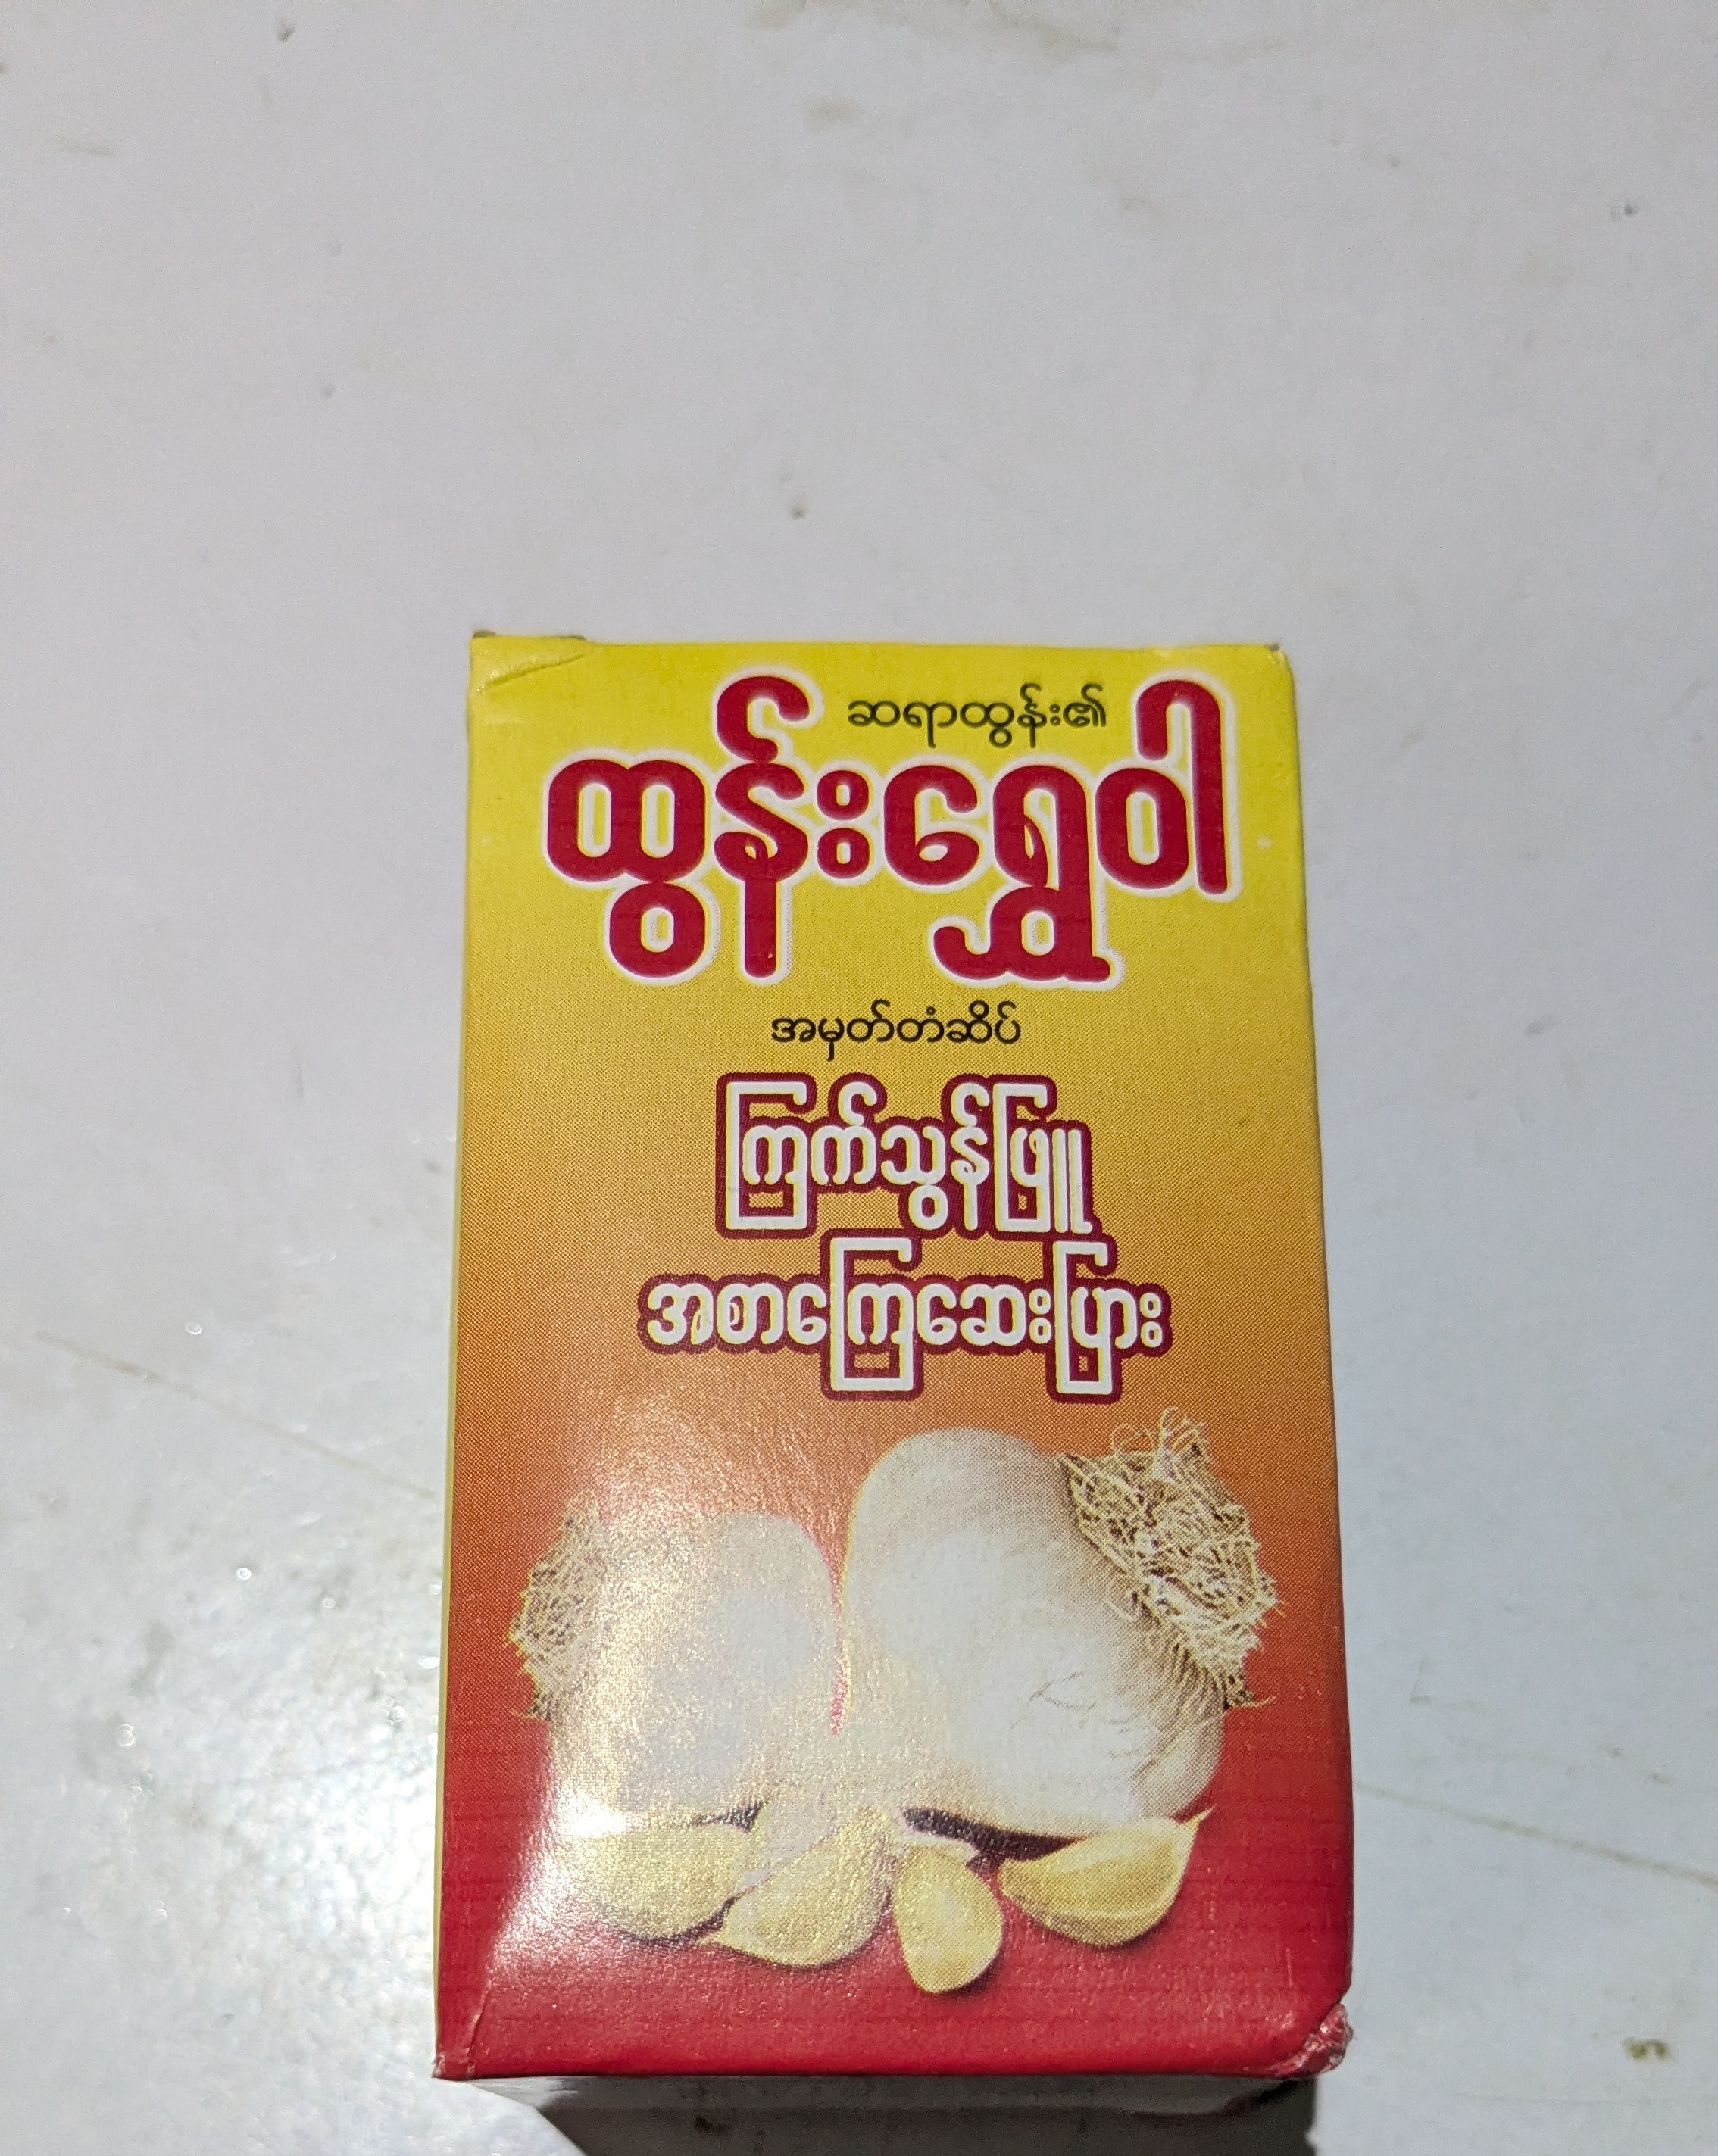 ဆရာထွန်း၏
ထွန်းရွှေဝါ
အမှတ်တံဆိပ်
ကြက်သွန်ဖြူ
အစာကြေဆေးပြား